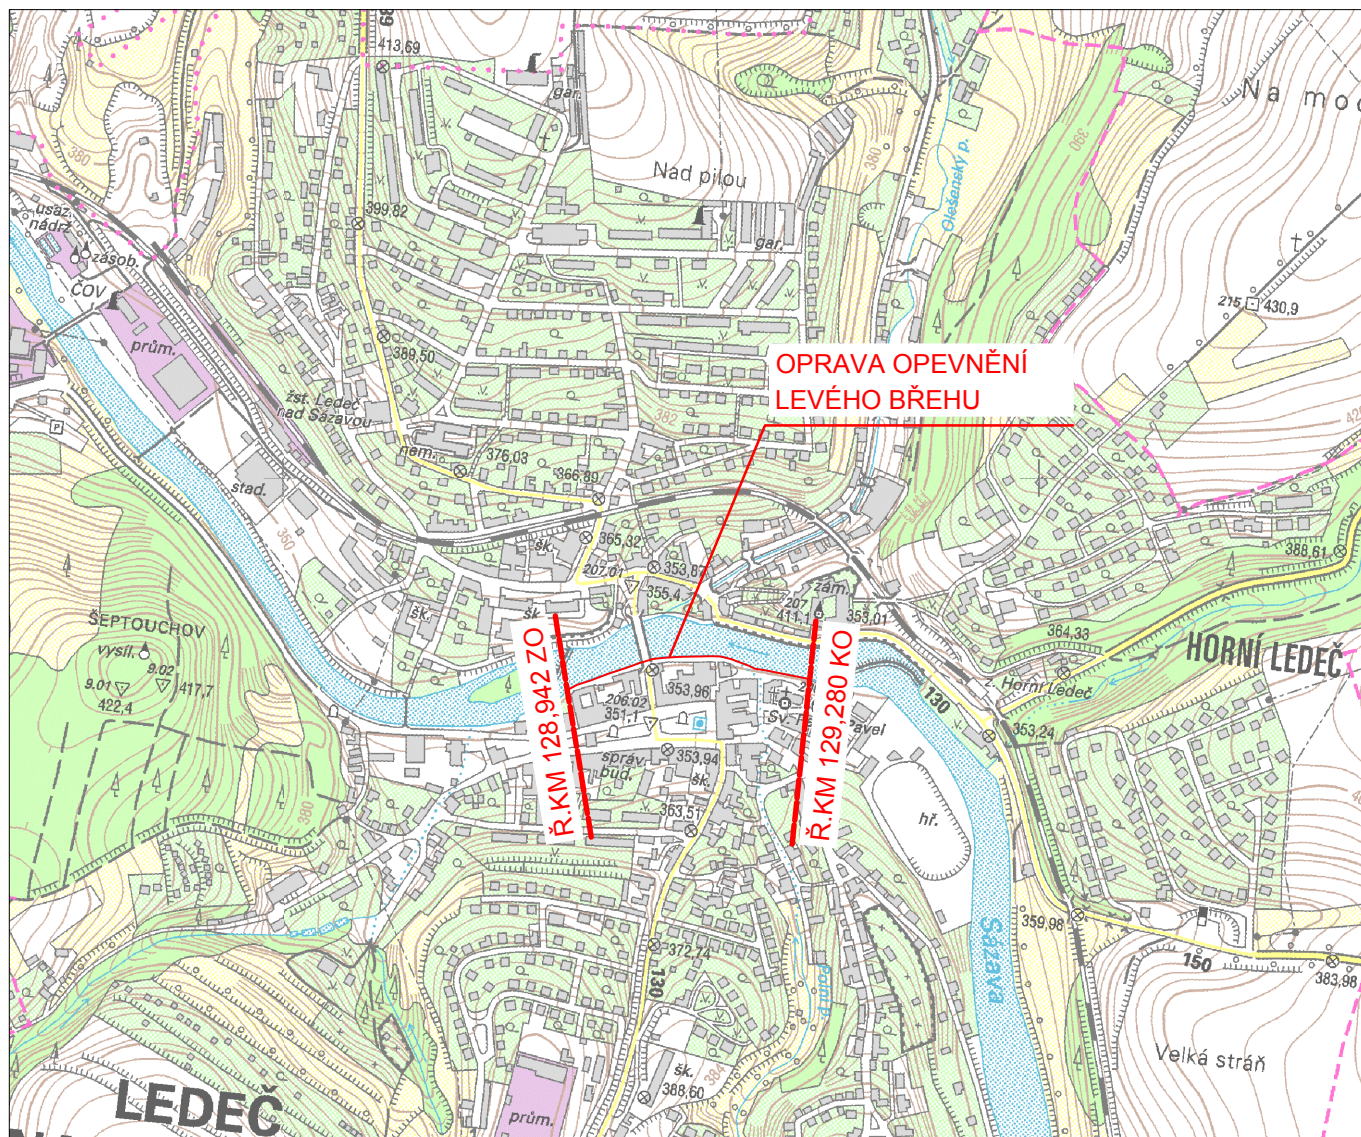 413,69
gar.
Na moč
380
380
390
Nad pilou
Olešenský p.
399,82
usaz.
nádrž
zásob.
gar.
ČOV
215 430,9
prům.
389,50
OPRAVA OPEVNĚNÍ
LEVÉHO BŘEHU
žst. Ledeč
nad Sázavou
382
nem.
376,03
366,89
stad.
360
365,32
šk.
388,61
207,01
353,87
355,4
zám.
207
411,1
353,01
šk.
šk.
364,33
ŠEPTOUCHOV
HORNÍ LEDEČ
vysíl.
9.02
9.01
417,7
422,4
Horní Ledeč
130
353,96
206.02
351,1
Sv.
Pavel
353,24
Ř.KM 128,942 ZO
Ř.KM 129,280 KO
353,94
správ.
bud.
šk.
380
363,51
hř.
Sázava
359,98
372,74
130
150
383,98
Velká stráň
šk.
388,60
384
LEDEČ
prům.